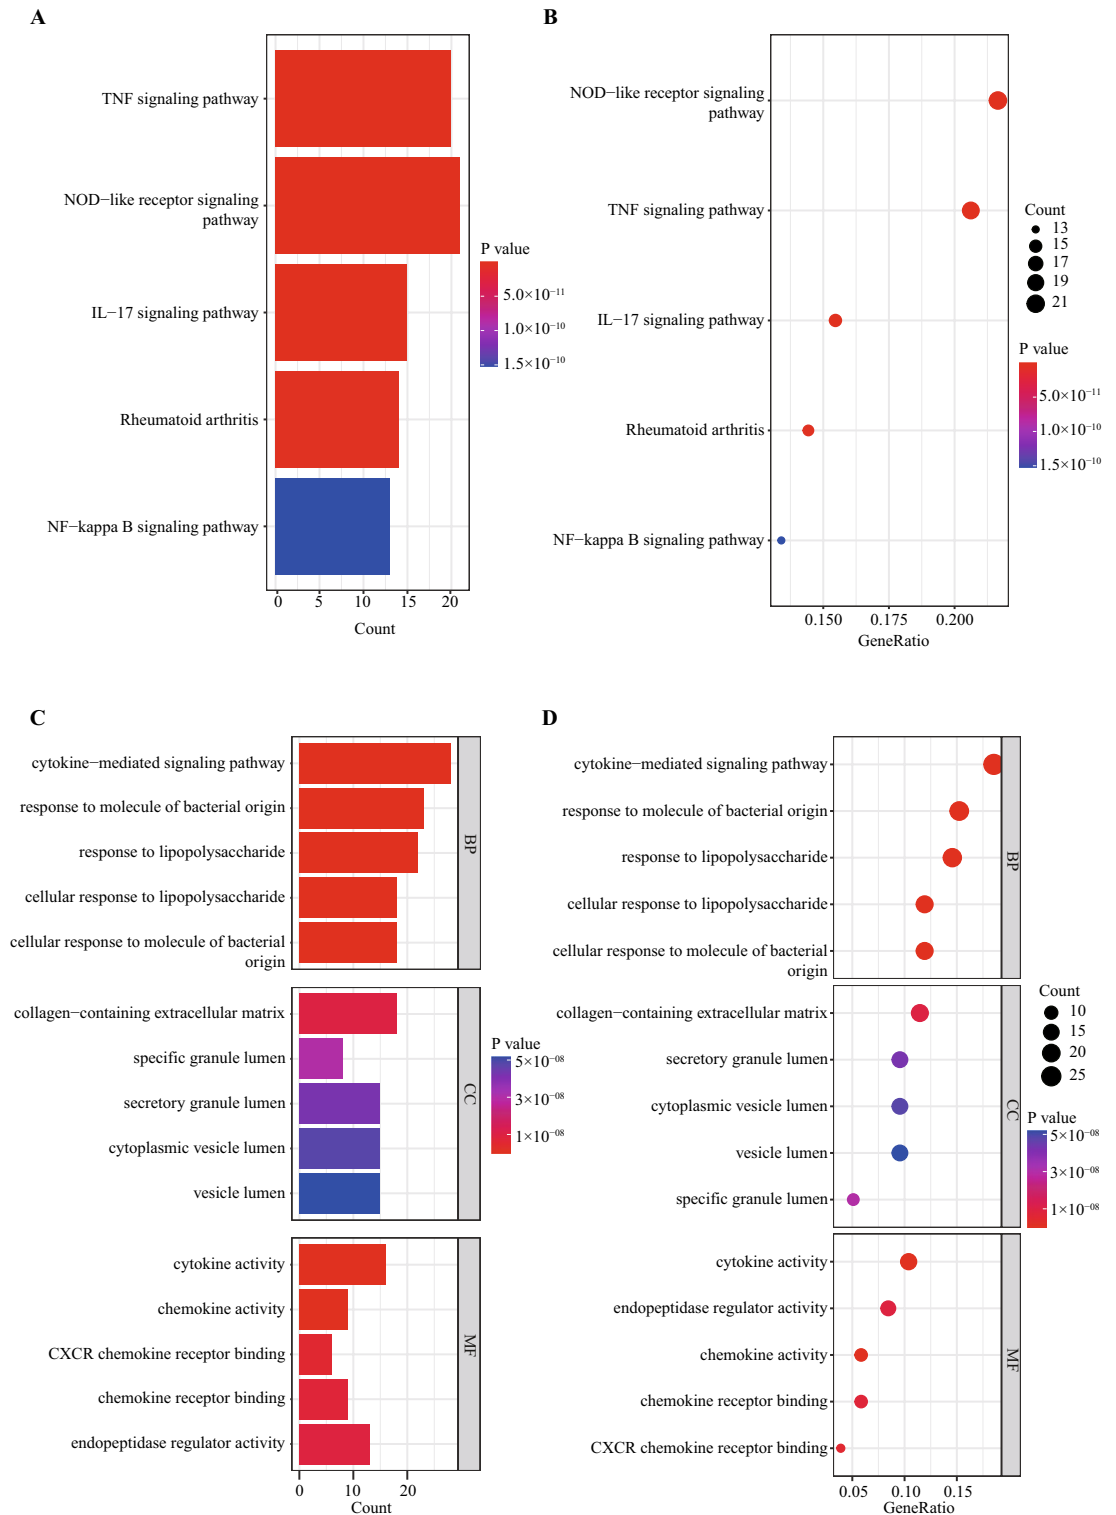 A
TNF signaling pathway
NOD−like receptor signaling
pathway
IL−17 signaling pathway
Rheumatoid arthritis
NF−kappa B signaling pathway
0 5 10 15 20
Count
P value
5.0×10⁻¹¹
1.0×10⁻¹⁰
1.5×10⁻¹⁰
B
NOD−like receptor signaling
pathway
TNF signaling pathway
IL−17 signaling pathway
Rheumatoid arthritis
NF−kappa B signaling pathway
0.150 0.175 0.200
GeneRatio
Count
13
15
17
19
21
P value
5.0×10⁻¹¹
1.0×10⁻¹⁰
1.5×10⁻¹⁰
C
cytokine−mediated signaling pathway
response to molecule of bacterial origin
response to lipopolysaccharide
cellular response to lipopolysaccharide
cellular response to molecule of bacterial
origin
BP
collagen−containing extracellular matrix
specific granule lumen
secretory granule lumen
cytoplasmic vesicle lumen
vesicle lumen
CC
cytokine activity
chemokine activity
CXCR chemokine receptor binding
chemokine receptor binding
endopeptidase regulator activity
MF
0 10 20
Count
P value
5×10⁻⁰⁸
3×10⁻⁰⁸
1×10⁻⁰⁸
D
cytokine−mediated signaling pathway
response to molecule of bacterial origin
response to lipopolysaccharide
cellular response to lipopolysaccharide
cellular response to molecule of bacterial
origin
BP
collagen−containing extracellular matrix
secretory granule lumen
cytoplasmic vesicle lumen
vesicle lumen
specific granule lumen
CC
cytokine activity
endopeptidase regulator activity
chemokine activity
chemokine receptor binding
CXCR chemokine receptor binding
MF
0.05 0.10 0.15
GeneRatio
Count
10
15
20
25
P value
5×10⁻⁰⁸
3×10⁻⁰⁸
1×10⁻⁰⁸